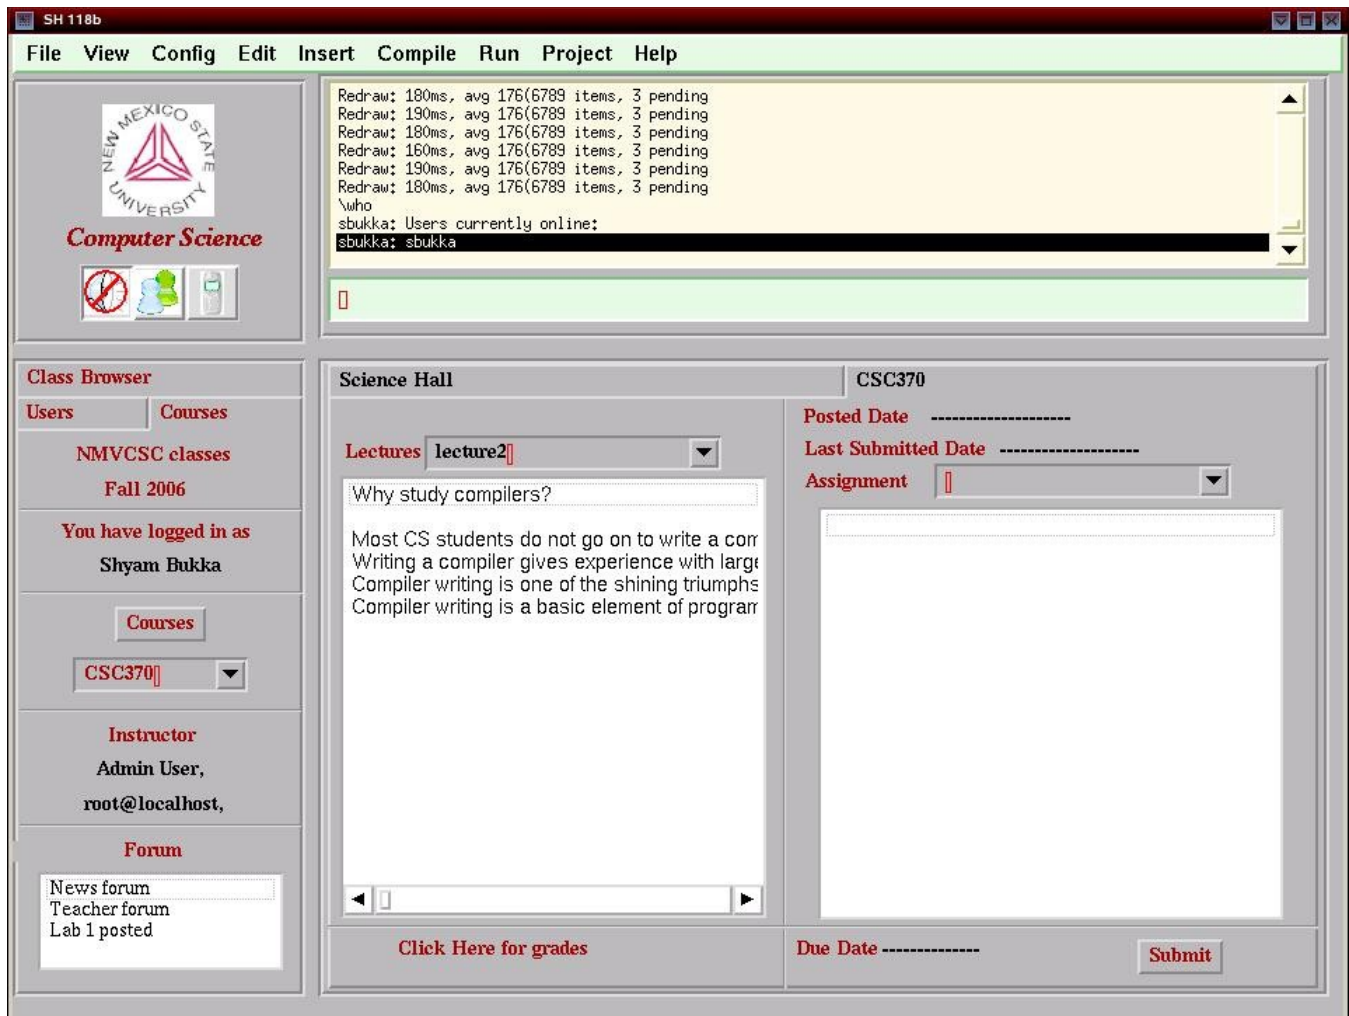 SH 118b
File View Config Edit Insert Compile Run Project Help
NEW MEXICO STATE UNIVERSITY
Computer Science
Redraw: 180ms, avg 176(6789 items, 3 pending
Redraw: 190ms, avg 176(6789 items, 3 pending
Redraw: 180ms, avg 176(6789 items, 3 pending
Redraw: 160ms, avg 176(6789 items, 3 pending
Redraw: 190ms, avg 176(6789 items, 3 pending
Redraw: 180ms, avg 176(6789 items, 3 pending
\who
sbukka: Users currently online:
sbukka: sbukka
Class Browser
Users Courses
NMVCSC classes
Fall 2006
You have logged in as
Shyam Bukka
Courses
CSC370
Instructor
Admin User,
root@localhost,
Forum
News forum
Teacher forum
Lab 1 posted
Science Hall
CSC370
Lectures lecture2
Why study compilers?
Most CS students do not go on to write a com
Writing a compiler gives experience with large
Compiler writing is one of the shining triumphs
Compiler writing is a basic element of program
Click Here for grades
Posted Date --------------------
Last Submitted Date --------------------
Assignment
Due Date --------------
Submit